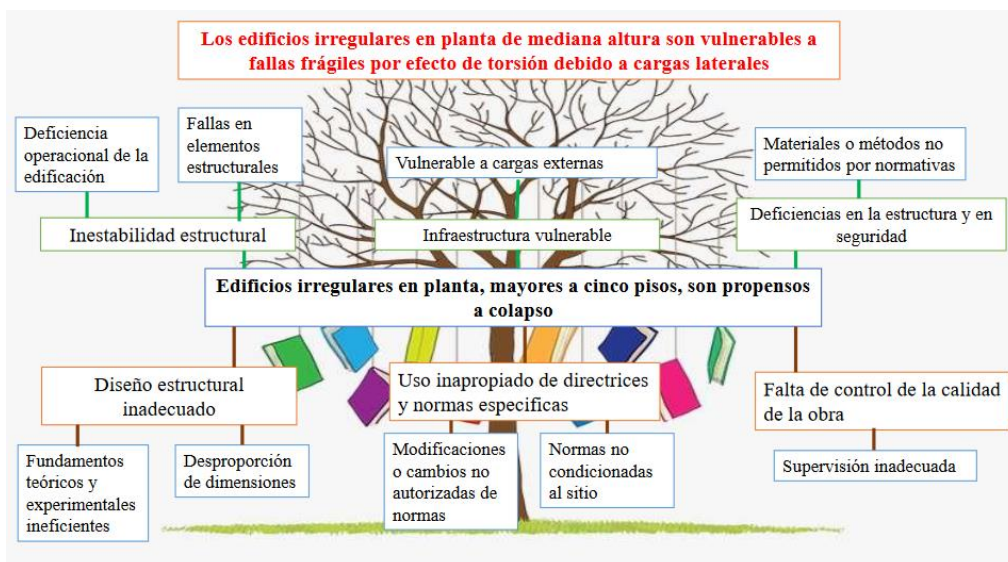 Los edificios irregulares en planta de mediana altura son vulnerables a
fallas frágiles por efecto de torsión debido a cargas laterales
Deficiencia
operacional de la
edificación
Fallas en
elementos
estructurales
Vulnerable a cargas externas
Materiales o métodos no
permitidos por normativas
Inestabilidad estructural
Infraestructura vulnerable
Deficiencias en la estructura y en
seguridad
Edificios irregulares en planta, mayores a cinco pisos, son propensos
a colapso
Diseño estructural
inadecuado
Uso inapropiado de directrices
y normas especificas
Falta de control de la calidad
de la obra
Fundamentos
teóricos y
experimentales
ineficientes
Desproporción
de dimensiones
Modificaciones
o cambios no
autorizadas de
normas
Normas no
condicionadas
al sitio
Supervisión inadecuada